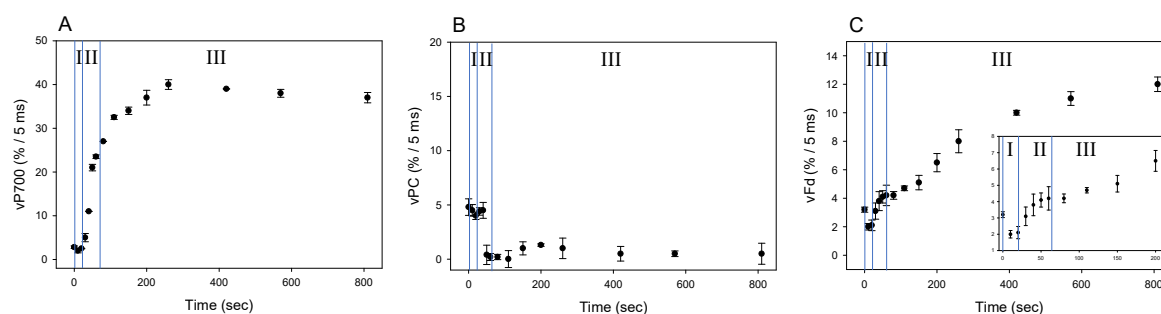 A
I II III
50
40
30
20
10
0
vP700 (% / 5 ms)
0 200 400 600 800
Time (sec)
B
I II III
20
15
10
5
0
vPC (% / 5 ms)
0 200 400 600 800
Time (sec)
C
I II III
14
12
10
8
6
4
2
0
vFd (% / 5 ms)
0 200 400 600 800
Time (sec)
8
7
6
5
4
3
2
1
I II III
0 50 100 150 200